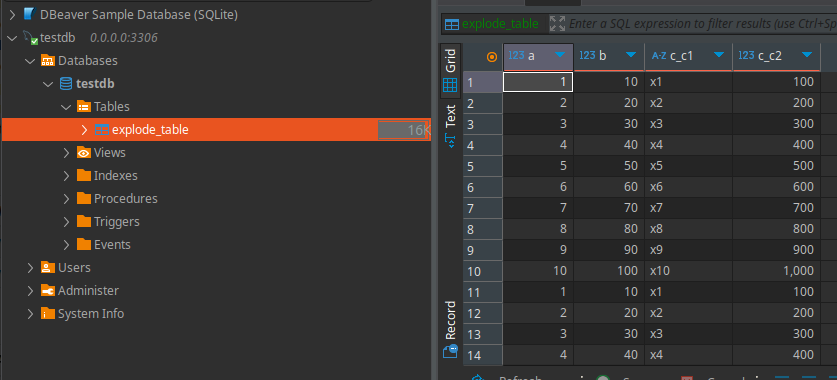 DBeaver Sample Database (SQLite)
testdb 0.0.0.0:3306
Databases
testdb
Tables
explode_table 16K
Views
Indexes
Procedures
Triggers
Events
Users
Administer
System Info
explode_table Enter a SQL expression to filter results (use Ctrl+Sp
Grid
Text
Record
123 a 123 b A-Z c_c1 123 c_c2
1 1 10 x1 100
2 2 20 x2 200
3 3 30 x3 300
4 4 40 x4 400
5 5 50 x5 500
6 6 60 x6 600
7 7 70 x7 700
8 8 80 x8 800
9 9 90 x9 900
10 10 100 x10 1,000
11 1 10 x1 100
12 2 20 x2 200
13 3 30 x3 300
14 4 40 x4 400
Refresh